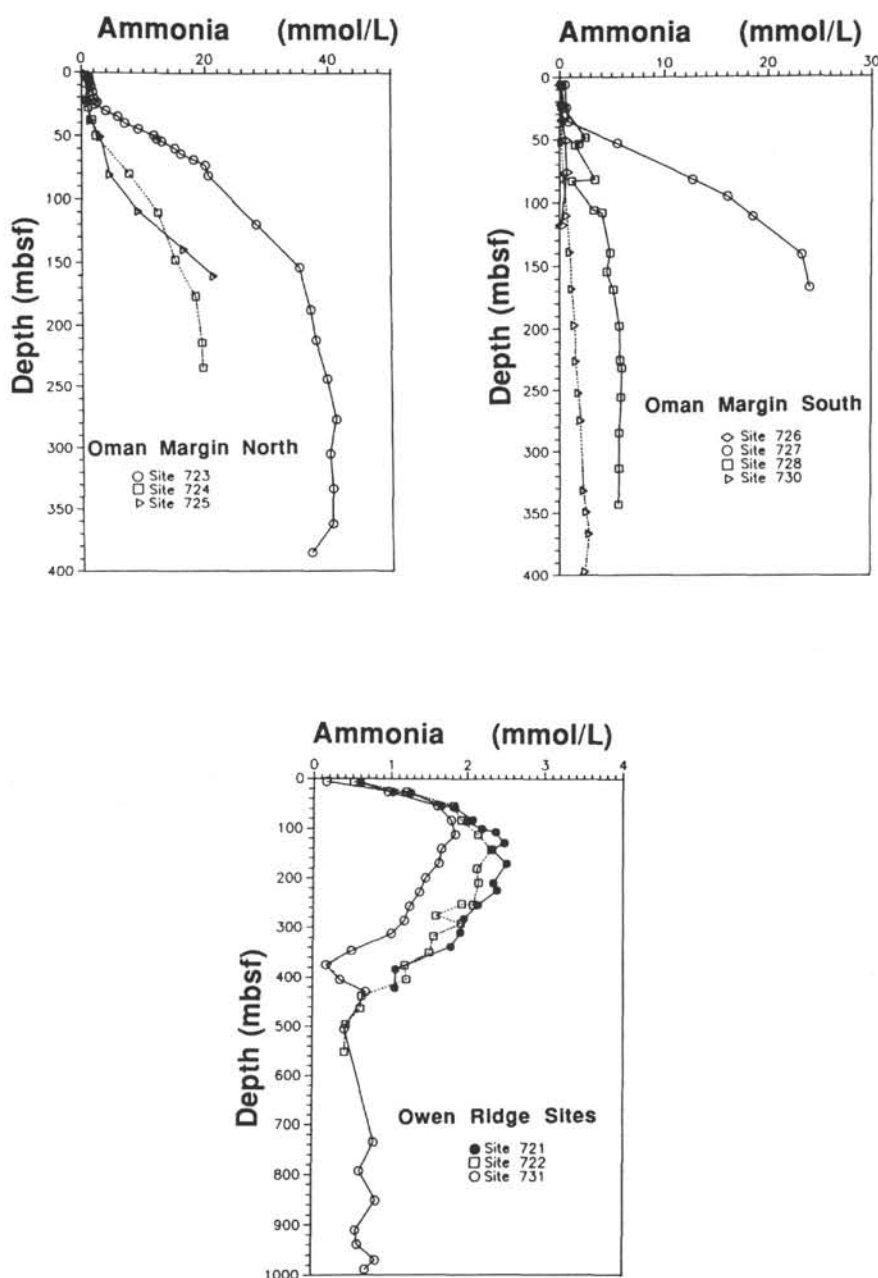 Ammonia (mmol/L)
0 20 40
0
50
100
150
200
250
300
350
400
Depth (mbsf)
Oman Margin North
Site 723
Site 724
Site 725
Ammonia (mmol/L)
0 10 20 30
0
50
100
150
200
250
300
350
400
Depth (mbsf)
Oman Margin South
Site 726
Site 727
Site 728
Site 730
Ammonia (mmol/L)
0 1 2 3 4
0
100
200
300
400
500
600
700
800
900
1000
Depth (mbsf)
Owen Ridge Sites
Site 721
Site 722
Site 731